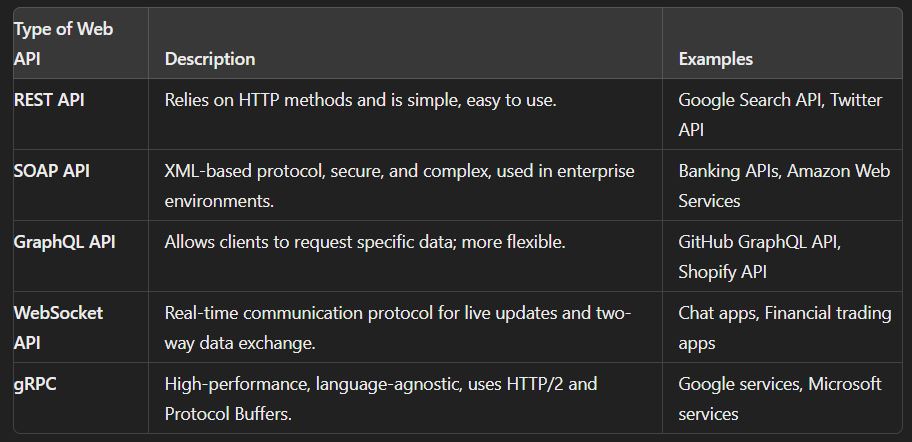 Type of Web
API
Description
Examples
REST API
Relies on HTTP methods and is simple, easy to use.
Google Search API, Twitter
API
SOAP API
XML-based protocol, secure, and complex, used in enterprise
environments.
Banking APIs, Amazon Web
Services
GraphQL API
Allows clients to request specific data; more flexible.
GitHub GraphQL API,
Shopify API
WebSocket
API
Real-time communication protocol for live updates and two-
way data exchange.
Chat apps, Financial trading
apps
gRPC
High-performance, language-agnostic, uses HTTP/2 and
Protocol Buffers.
Google services, Microsoft
services